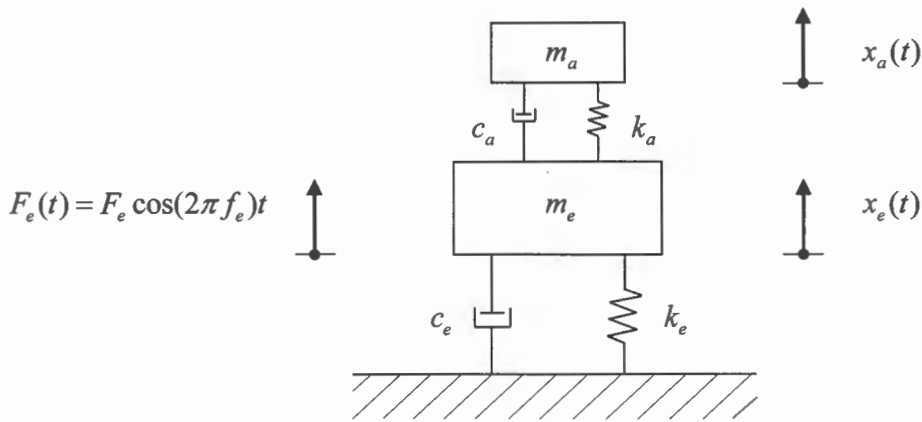 m_a
x_a(t)
c_a
k_a
F_e(t) = F_e cos(2π f_e)t
m_e
x_e(t)
c_e
k_e